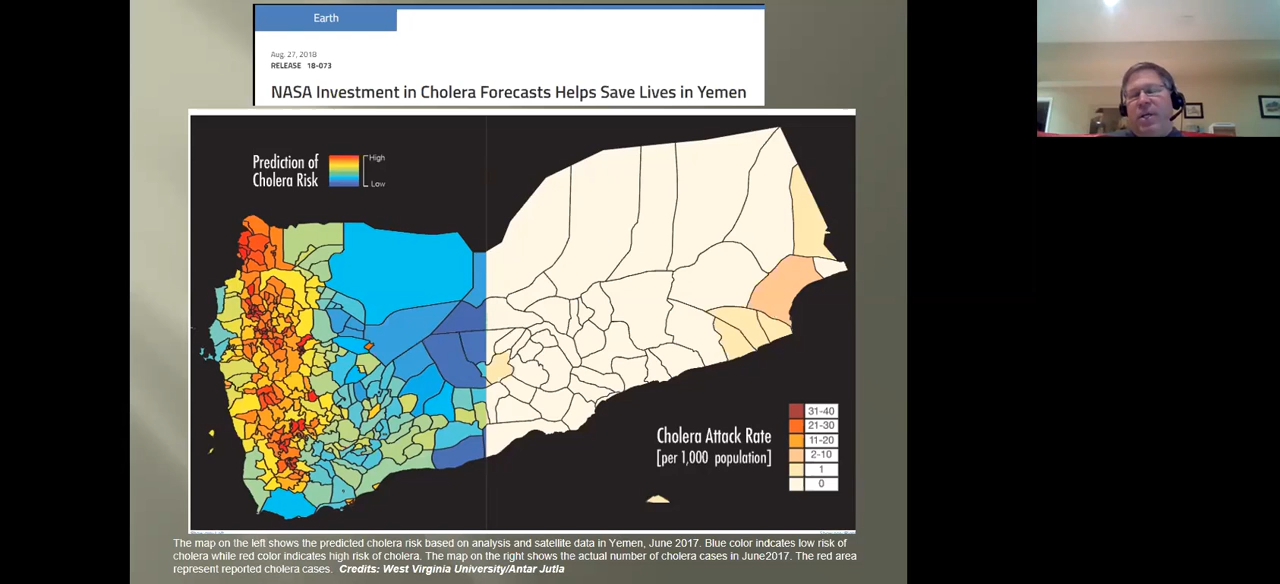 Earth
Aug. 27, 2018
RELEASE 18-073
NASA Investment in Cholera Forecasts Helps Save Lives in Yemen
Prediction of
Cholera Risk
High
Low
Cholera Attack Rate
[per 1,000 population]
31-40
21-30
11-20
2-10
1
0
The map on the left shows the predicted cholera risk based on analysis and satellite data in Yemen, June 2017. Blue color indcates low risk of
cholera while red color indicates high risk of cholera. The map on the right shows the actual number of cholera cases in June2017. The red area
represent reported cholera cases. Credits: West Virginia University/Antar Jutla